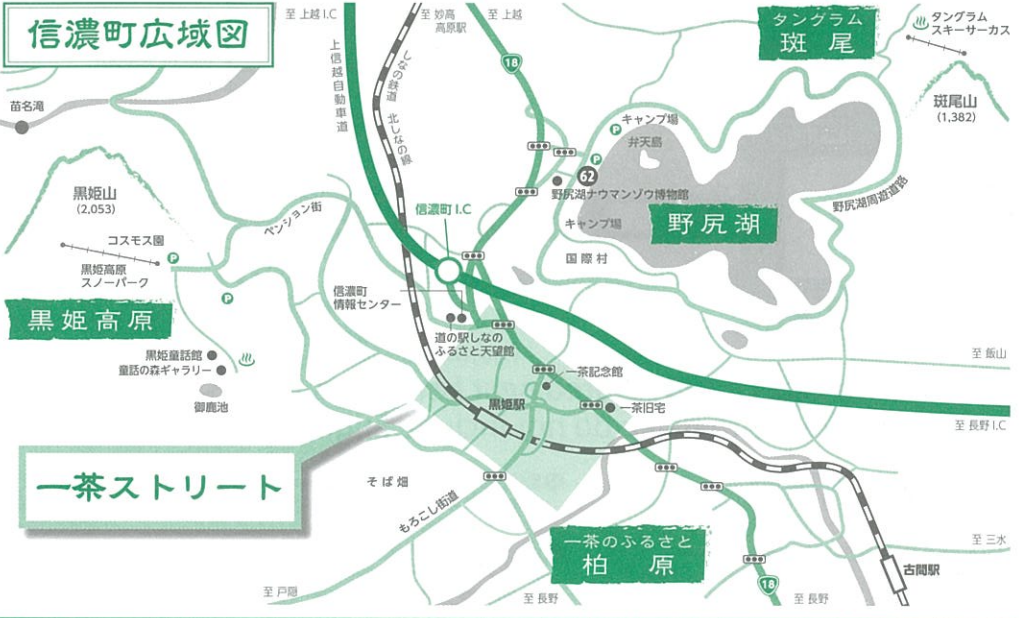 信濃町広域図
至 上越 I.C
至 妙高
高原駅
至 上越
18
タングラム
斑尾
タングラム
スキーサーカス
斑尾山
(1,382)
上信越自動車道
しなの鉄道 北しなの線
苗名滝
黒姫山
(2,053)
キャンプ場
P
弁天島
P
62
野尻湖ナウマンゾウ博物館
野尻湖周遊道路
野尻湖
キャンプ場
国際村
ペンション街
信濃町 I.C
コスモス園
P
黒姫高原
スノーパーク
P
黒姫高原
信濃町
情報センター
道の駅しなの
ふるさと天望館
黒姫童話館
童話の森ギャラリー
御鹿池
一茶記念館
黒姫駅
一茶旧宅
至 飯山
至 長野 I.C
一茶ストリート
そば畑
もろこし街道
一茶のふるさと
柏原
至 三水
古間駅
18
至 戸隠
至 長野
至 長野